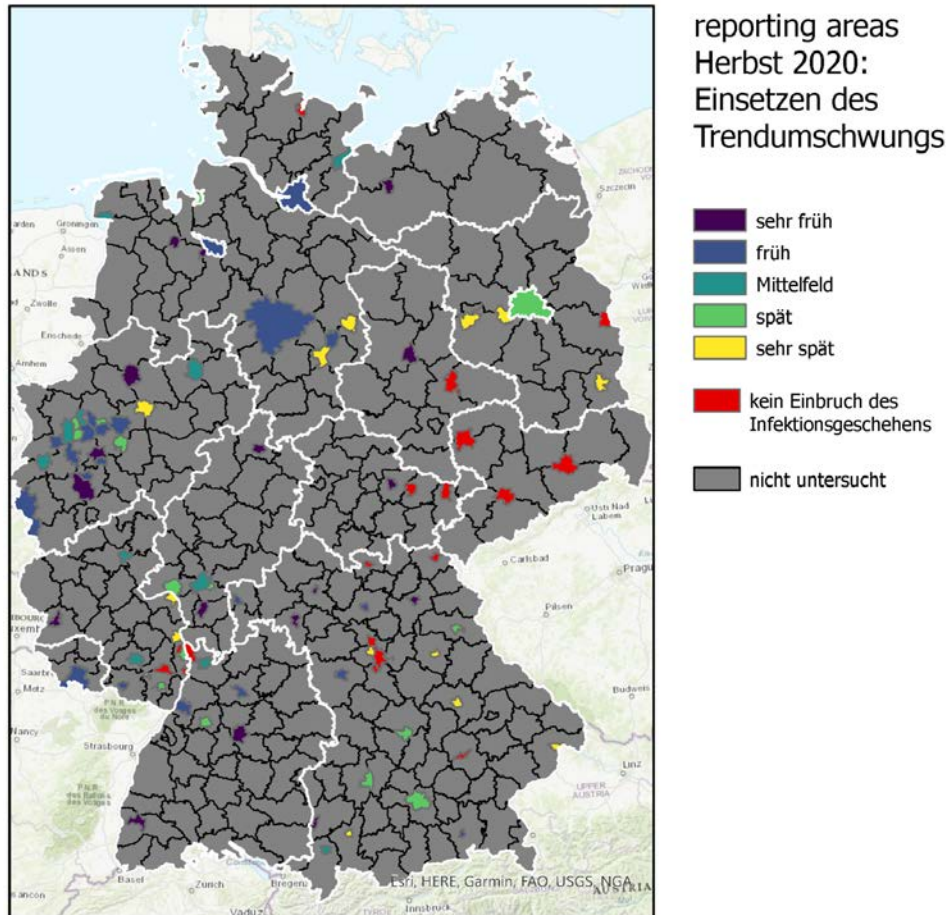 reporting areas
Herbst 2020:
Einsetzen des
Trendumschwungs
sehr früh
früh
Mittelfeld
spät
sehr spät
kein Einbruch des
Infektionsgeschehens
nicht untersucht
Szczecin
Groningen
Assen
Zwolle
Enschede
Arnhem
Usti Nad
Labem
Carlsbad
Pilsen
Metz
Budweis
Nancy
Strasbourg
Linz
UPPER
AUSTRIA
Basel
Zürich
Bregenz
Esri, HERE, Garmin, FAO, USGS, NGA
Vaduz
Innsbruck